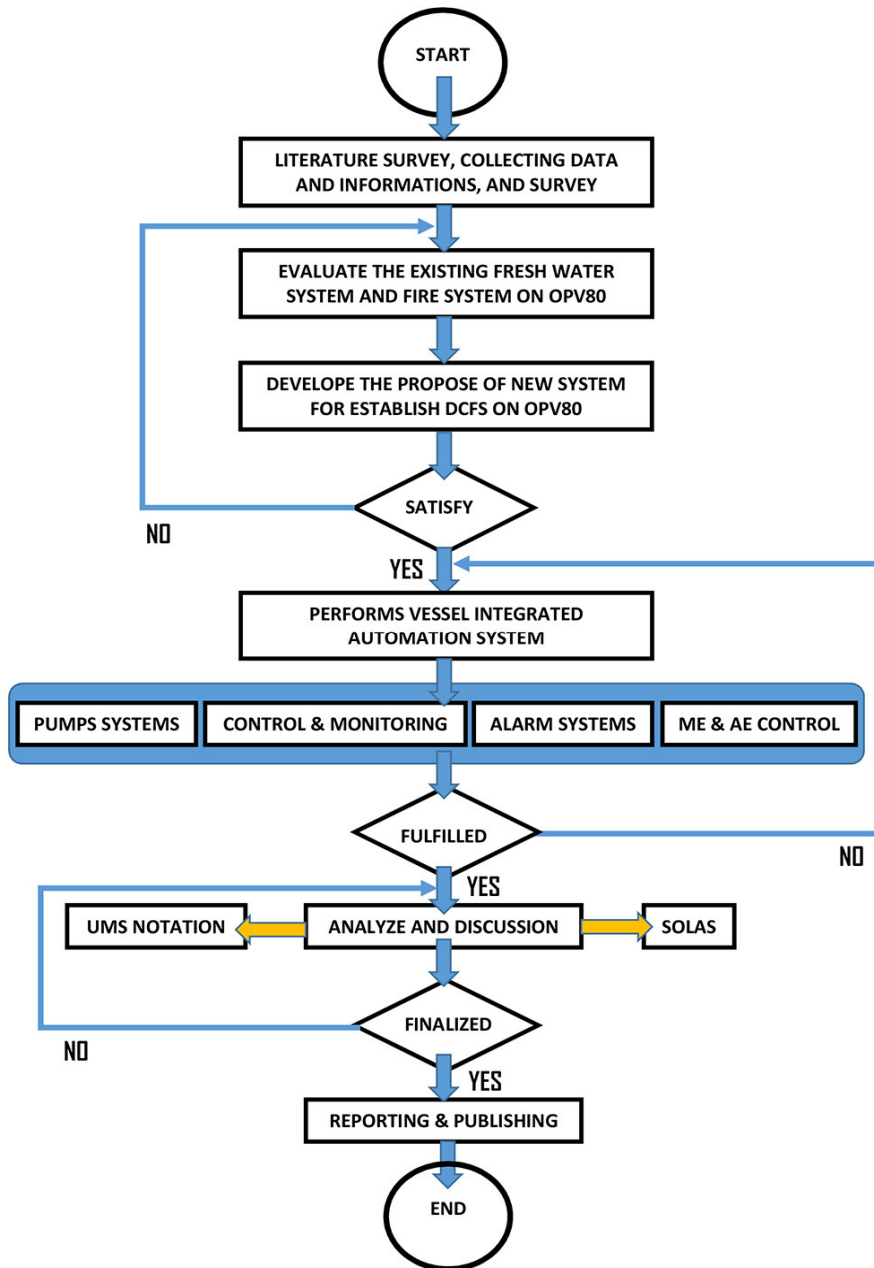 START
LITERATURE SURVEY, COLLECTING DATA
AND INFORMATIONS, AND SURVEY
EVALUATE THE EXISTING FRESH WATER
SYSTEM AND FIRE SYSTEM ON OPV80
DEVELOPE THE PROPOSE OF NEW SYSTEM
FOR ESTABLISH DCFS ON OPV80
SATISFY
NO
YES
PERFORMS VESSEL INTEGRATED
AUTOMATION SYSTEM
PUMPS SYSTEMS
CONTROL & MONITORING
ALARM SYSTEMS
ME & AE CONTROL
FULFILLED
NO
YES
UMS NOTATION
ANALYZE AND DISCUSSION
SOLAS
FINALIZED
NO
YES
REPORTING & PUBLISHING
END